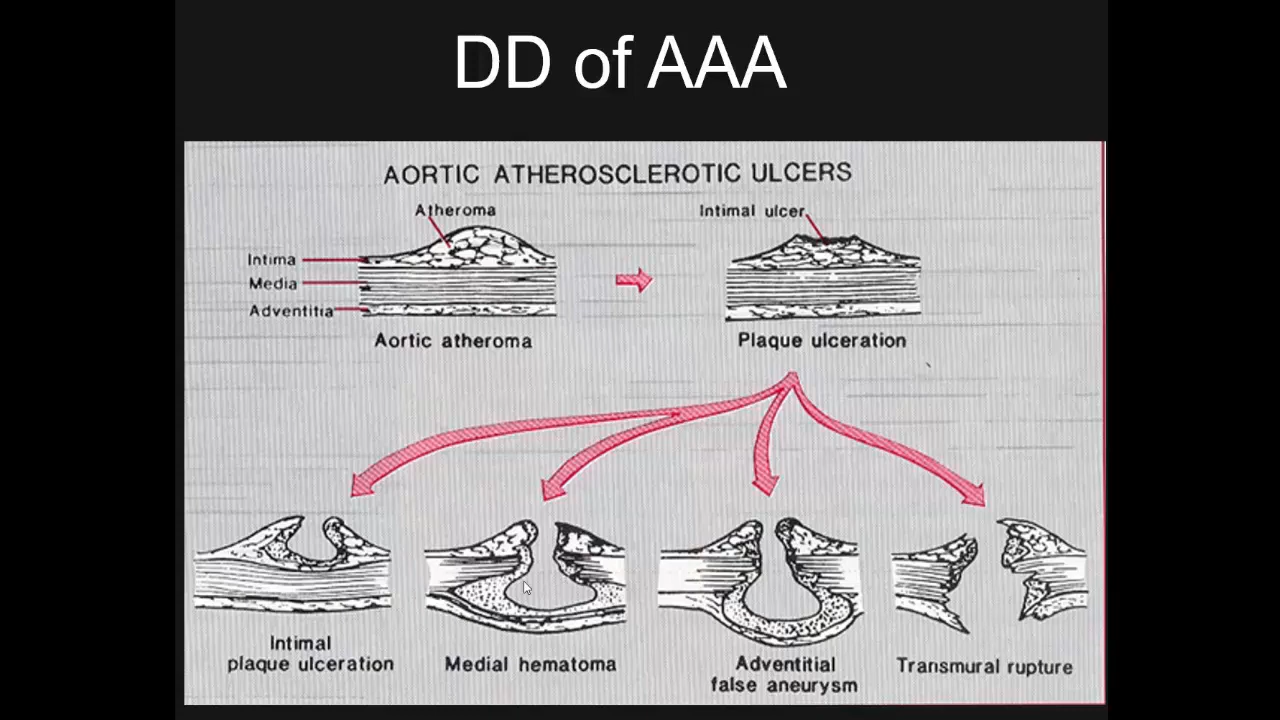 DD of AAA
AORTIC ATHEROSCLEROTIC ULCERS
Atheroma
Intimal ulcer
Intima
Media
Adventitia
Aortic atheroma
Plaque ulceration
Intimal
plaque ulceration
Medial hematoma
Adventitial
false aneurysm
Transmural rupture